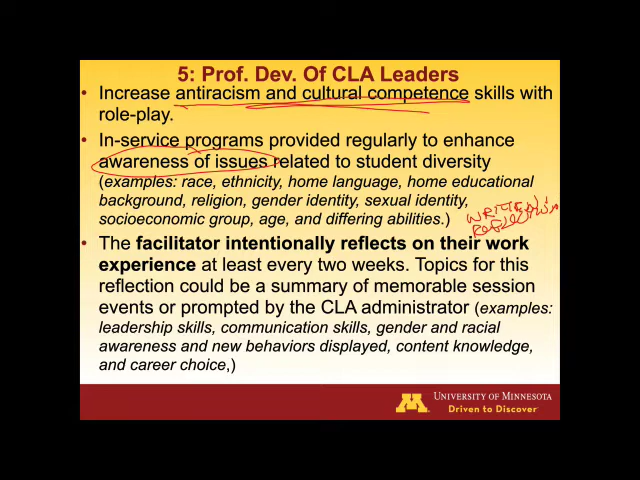 5: Prof. Dev. Of CLA Leaders
• Increase antiracism and cultural competence skills with
role-play.
• In-service programs provided regularly to enhance
awareness of issues related to student diversity
(examples: race, ethnicity, home language, home educational
background, religion, gender identity, sexual identity,
socioeconomic group, age, and differing abilities.)
WRITTEN
REFLECTION
• The facilitator intentionally reflects on their work
experience at least every two weeks. Topics for this
reflection could be a summary of memorable session
events or prompted by the CLA administrator (examples:
leadership skills, communication skills, gender and racial
awareness and new behaviors displayed, content knowledge,
and career choice,)
M
UNIVERSITY OF MINNESOTA
Driven to Discover℠